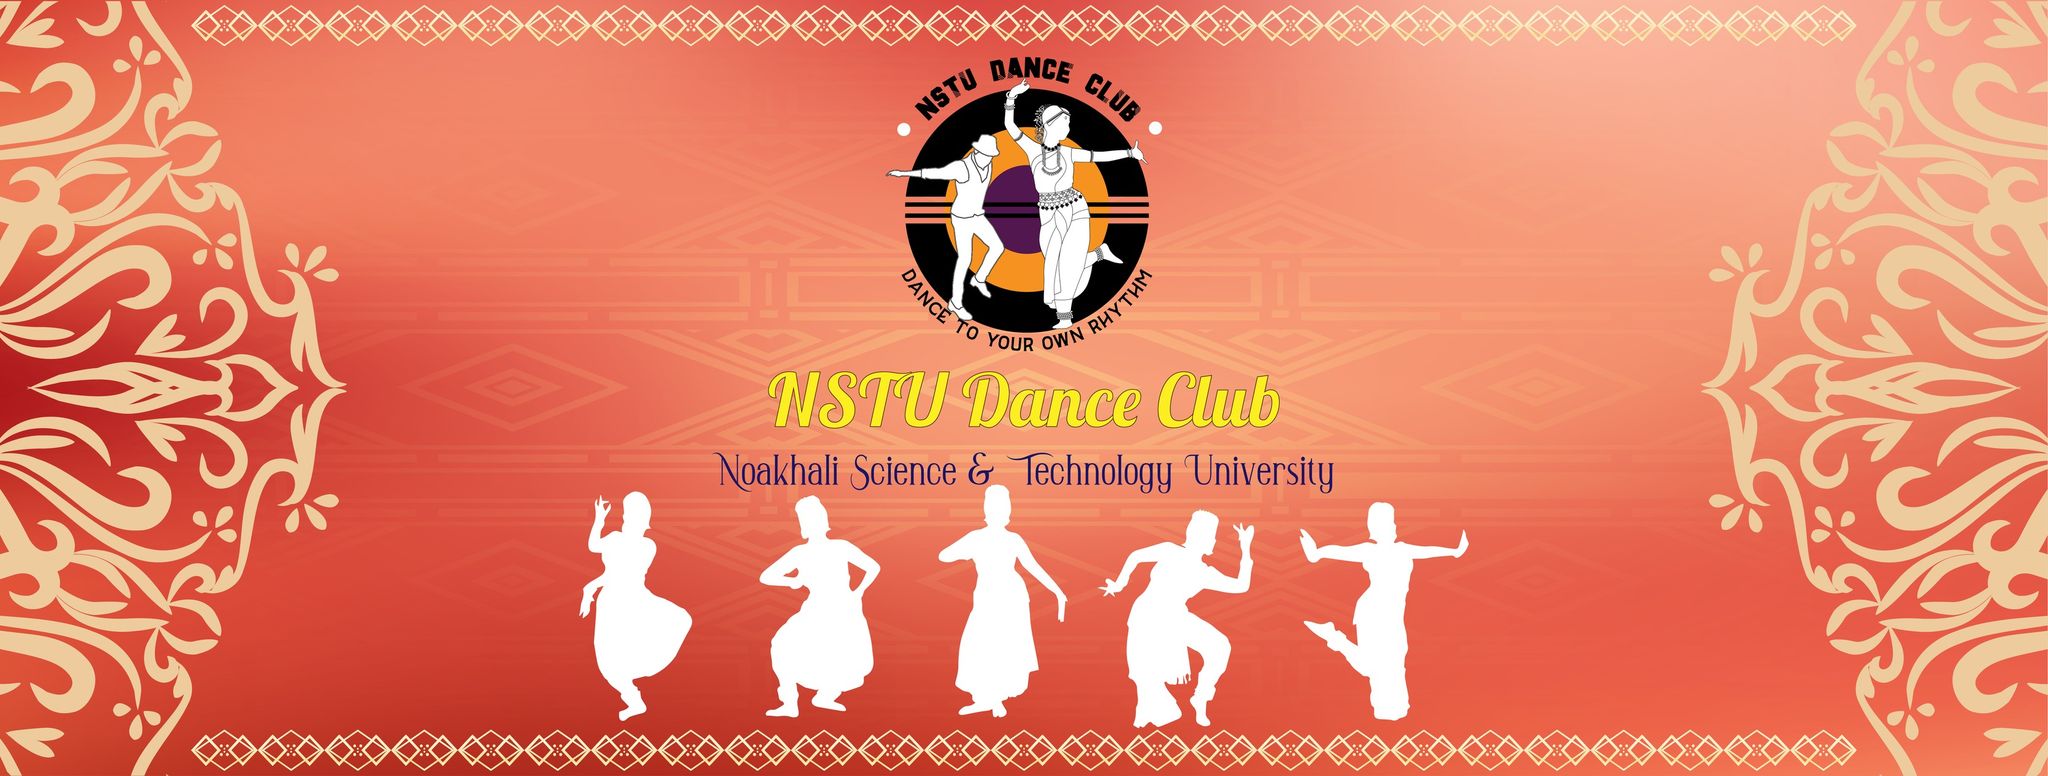 NSTU DANCE CLUB
DANCE TO YOUR OWN RHYTHM
NSTU Dance Club
Noakhali Science & Technology University